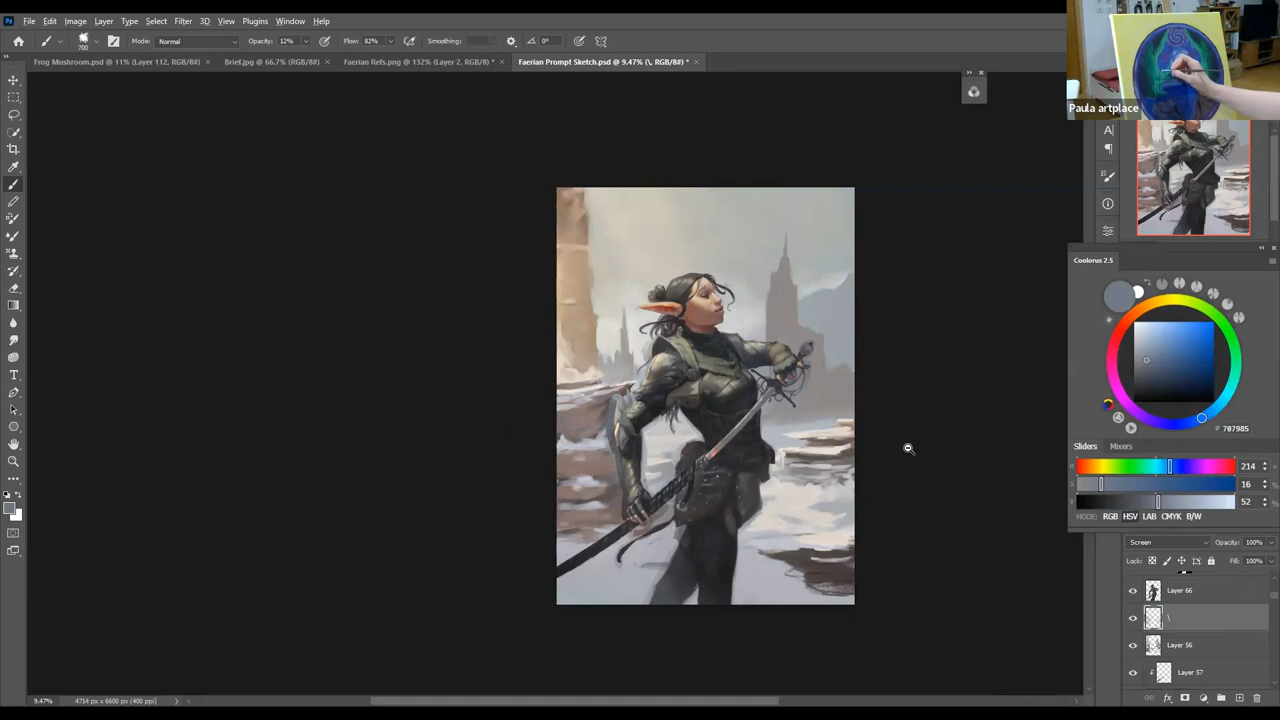 Ps File Edit Image Layer Type Select Filter 3D View Plugins Window Help
700 Mode: Normal Opacity: 12% Flow: 82% Smoothing: 0°
Frog Mushroom.psd @ 11% (Layer 112, RGB/8#) × Brief.jpg @ 66.7% (RGB/8#) × Faerian Refs.png @ 132% (Layer 2, RGB/8) * × Faerian Prompt Sketch.psd @ 9.47% (\, RGB/8#) * ×
Paula artplace
Coolorus 2.5
# 707985
Sliders Mixers
H 214
S 16 %
V 52 %
MODE: RGB HSV LAB CMYK B/W
Screen Opacity: 100%
Lock: Fill: 100%
Layer 66
\
Layer 56
Layer 57
9.47% 4714 px x 6600 px (400 ppi)